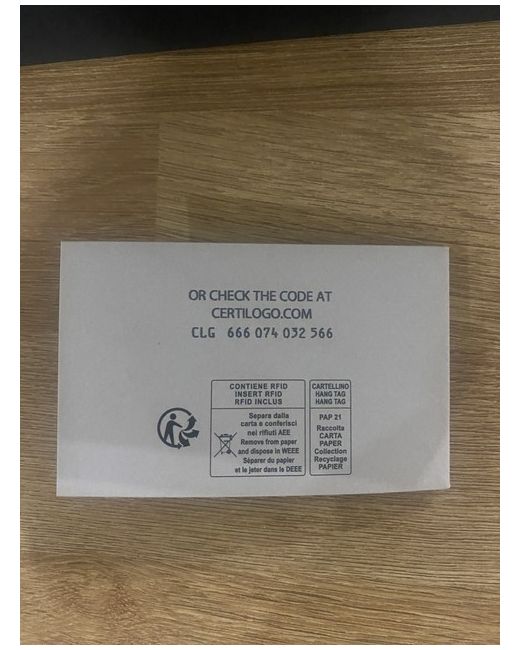 OR CHECK THE CODE AT
CERTILOGO.COM
CLG 666 074 032 566
CONTIENE RFID
INSERT RFID
RFID INCLUS
Separa dalla
carta e conferisci
nei rifiuti AEE
Remove from paper
and dispose in WEEE
Séparer du papier
et le jeter dans le DEEE
CARTELLINO
HANG TAG
HANG TAG
PAP 21
Raccolta
CARTA
PAPER
Collection
Recyclage
PAPIER